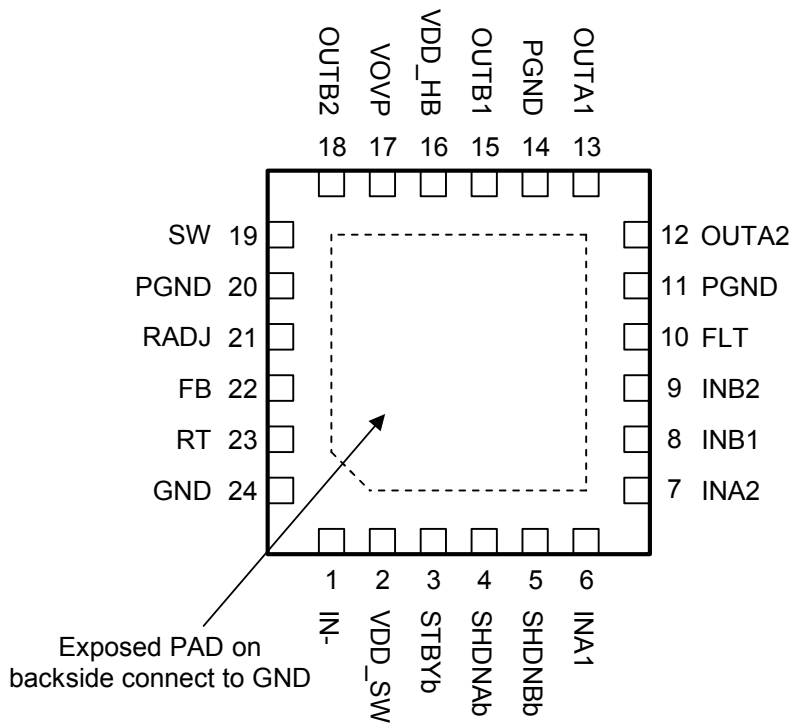 OUTB2
VOVP
VDD_HB
OUTB1
PGND
OUTA1
18 17 16 15 14 13
SW 19
PGND 20
RADJ 21
FB 22
RT 23
GND 24
12 OUTA2
11 PGND
10 FLT
9 INB2
8 INB1
7 INA2
1 2 3 4 5 6
IN-
VDD_SW
STBYb
SHDNAb
SHDNBb
INA1
Exposed PAD on
backside connect to GND